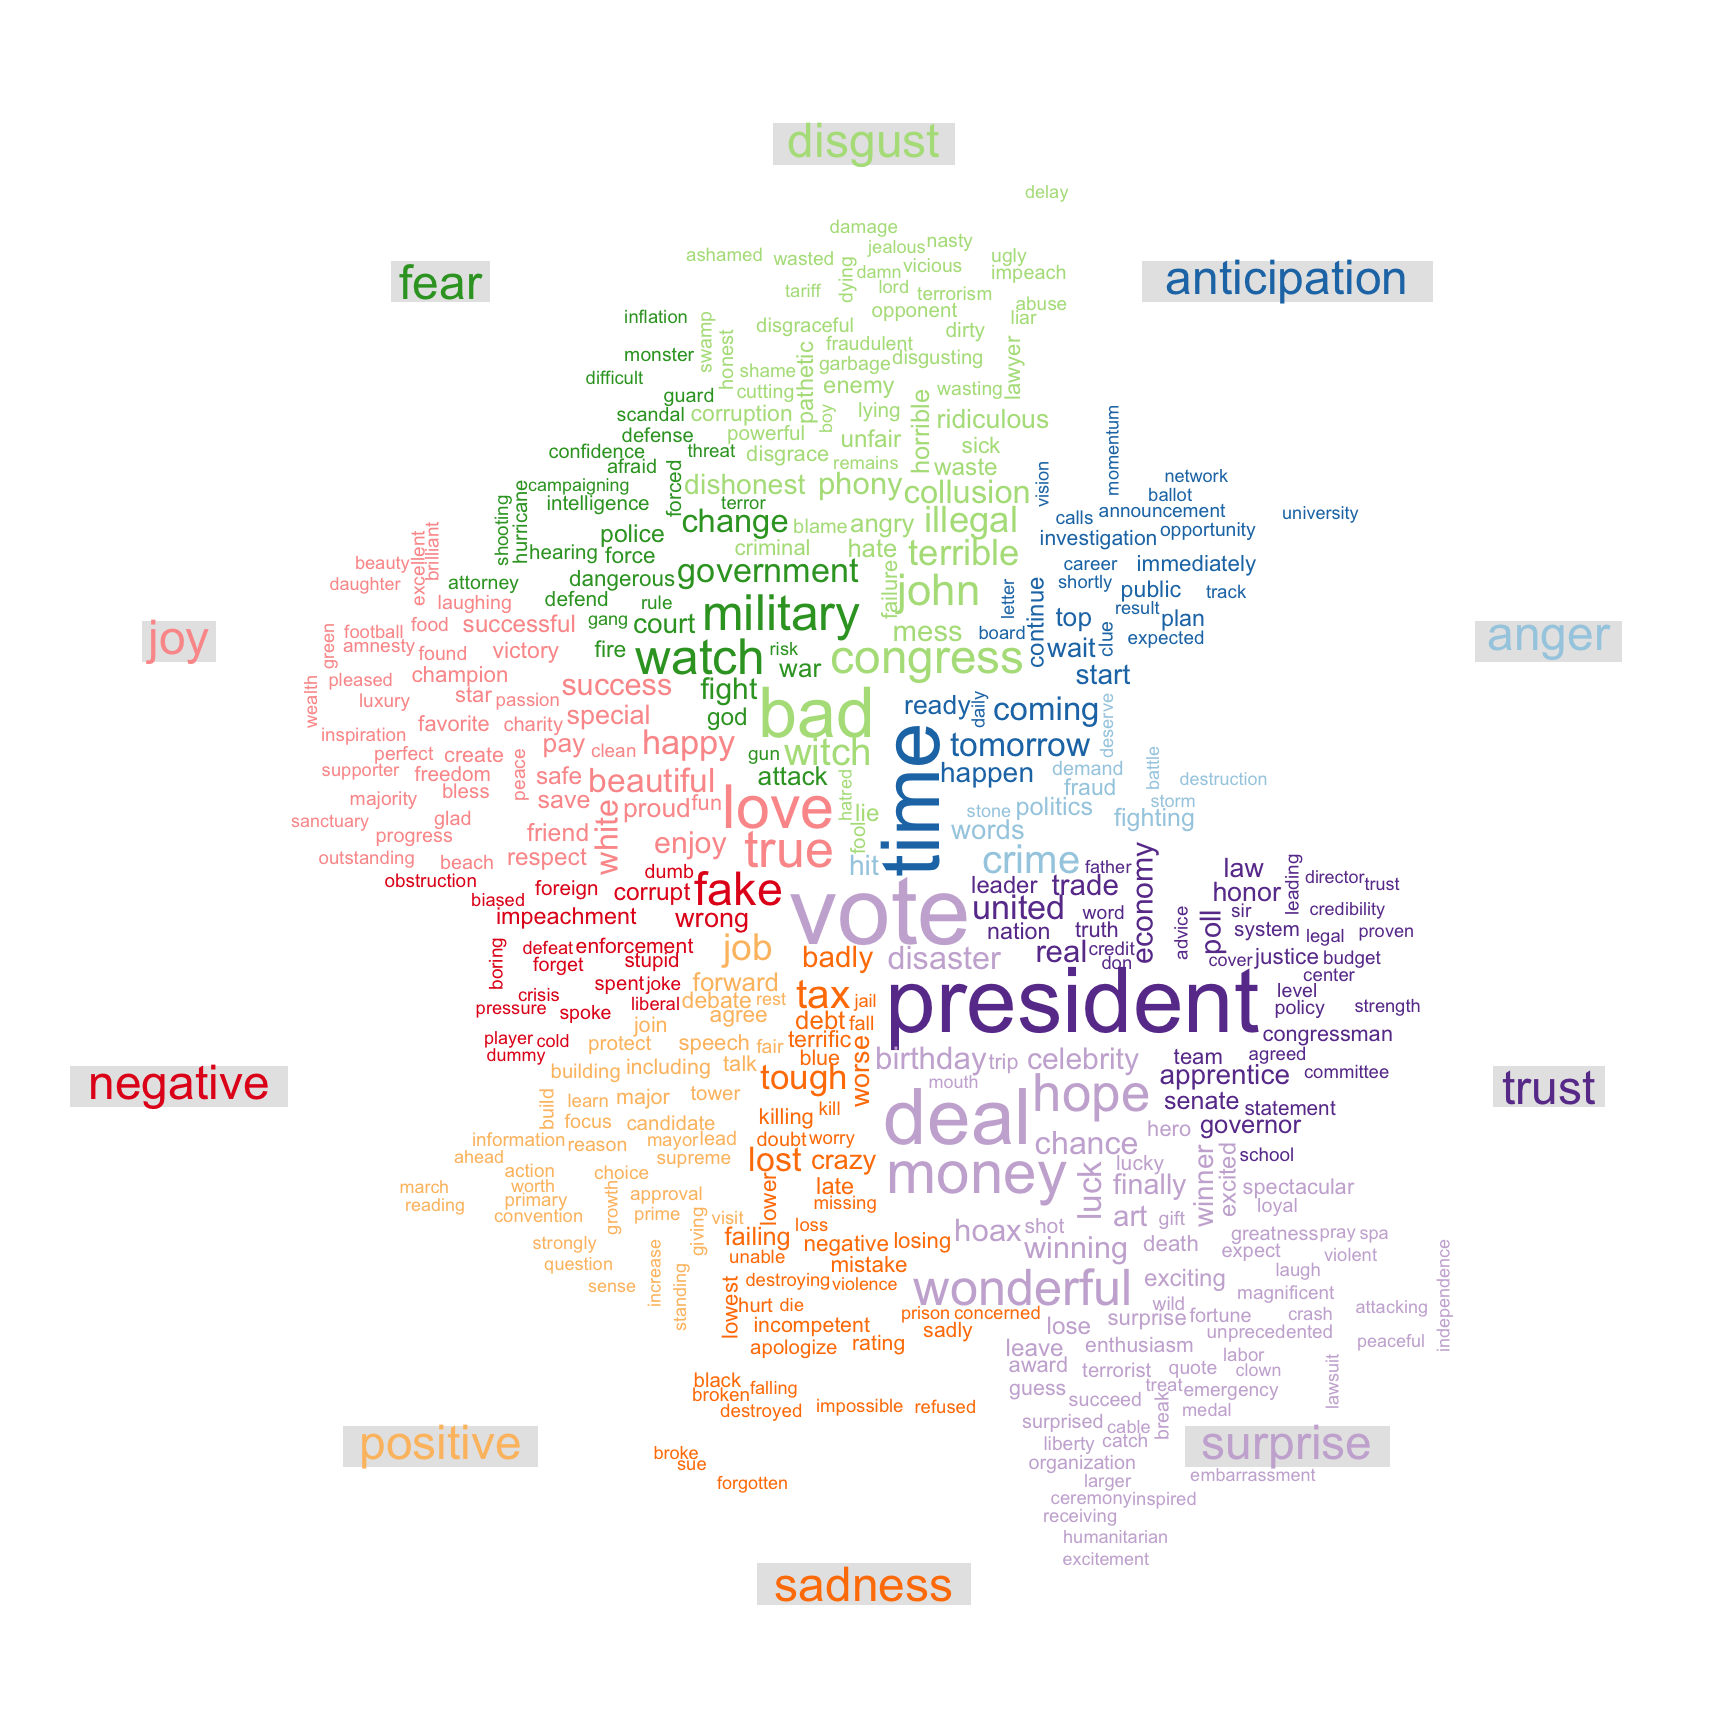 disgust
delay
damage
nasty
jealous
ashamed
wasted
ugly
vicious
damn
impeach
dying
lord
tariff
terrorism
abuse
opponent
liar
fear
anticipation
inflation
disgraceful
dirty
swamp
honest
fraudulent
monster
disgusting
lawyer
garbage
pathetic
shame
difficult
enemy
cutting
wasting
guard
scandal
corruption
boy
lying
horrible
ridiculous
defense
powerful
unfair
sick
momentum
confidence
threat
disgrace
remains
waste
afraid
vision
network
campaigning
forced
dishonest
phony
collusion
ballot
intelligence
terror
announcement
university
shooting
hurricane
change
blame
angry
illegal
calls
opportunity
police
investigation
hearing
force
criminal
hate
terrible
brilliant
excellent
beauty
career
immediately
daughter
attorney
dangerous
government
failure
john
shortly
public
track
laughing
defend
rule
military
letter
continue
result
plan
food
successful
gang
court
top
joy
football
mess
board
clue
expected
anger
green
amnesty
found
victory
fire
watch
risk
war
congress
wait
start
pleased
champion
success
fight
wealth
luxury
star
passion
ready
daily
coming
favorite
charity
special
god
bad
deserve
inspiration
perfect
create
pay
clean
happy
gun
witch
time
tomorrow
battle
supporter
freedom
peace
safe
beautiful
attack
hatred
happen
demand
destruction
bless
fraud
majority
save
proud
fun
love
lie
stone
politics
storm
sanctuary
glad
fighting
progress
friend
white
enjoy
true
fool
words
outstanding
beach
respect
hit
crime
father
economy
law
leading
obstruction
dumb
director
trust
biased
foreign
corrupt
fake
vote
leader
trade
honor
impeachment
wrong
united
word
advice
poll
sir
credibility
nation
truth
system
legal
proven
boring
defeat
enforcement
job
badly
disaster
real
credit
cover
justice
budget
forget
stupid
don
center
crisis
spent
joke
forward
tax
president
level
pressure
spoke
liberal
debate
rest
jail
policy
strength
join
agree
debt
fall
congressman
player
cold
protect
speech
fair
terrific
dummy
blue
worse
birthday
trip
celebrity
team
agreed
building
including
talk
tough
mouth
apprentice
committee
negative
trust
build
learn
major
tower
deal
hope
senate
statement
focus
candidate
killing
kill
governor
information
reason
mayor
lead
doubt
worry
chance
hero
school
ahead
supreme
lost
crazy
money
lucky
action
choice
luck
finally
winner
excited
spectacular
march
worth
growth
approval
lower
late
loyal
reading
primary
missing
convention
prime
giving
visit
loss
hoax
shot
art
gift
greatness
pray
spa
strongly
failing
negative
losing
winning
death
expect
violent
independence
question
unable
mistake
laugh
sense
increase
standing
lowest
destroying
violence
wonderful
exciting
magnificent
hurt
die
prison
concerned
wild
crash
attacking
incompetent
sadly
lose
surprise
fortune
unprecedented
peaceful
apologize
rating
leave
enthusiasm
labor
award
terrorist
quote
clown
lawsuit
black
falling
guess
treat
emergency
broken
succeed
destroyed
impossible
refused
break
medal
surprised
cable
positive
liberty
catch
surprise
broke
sue
organization
embarrassment
forgotten
larger
ceremony
inspired
receiving
humanitarian
excitement
sadness